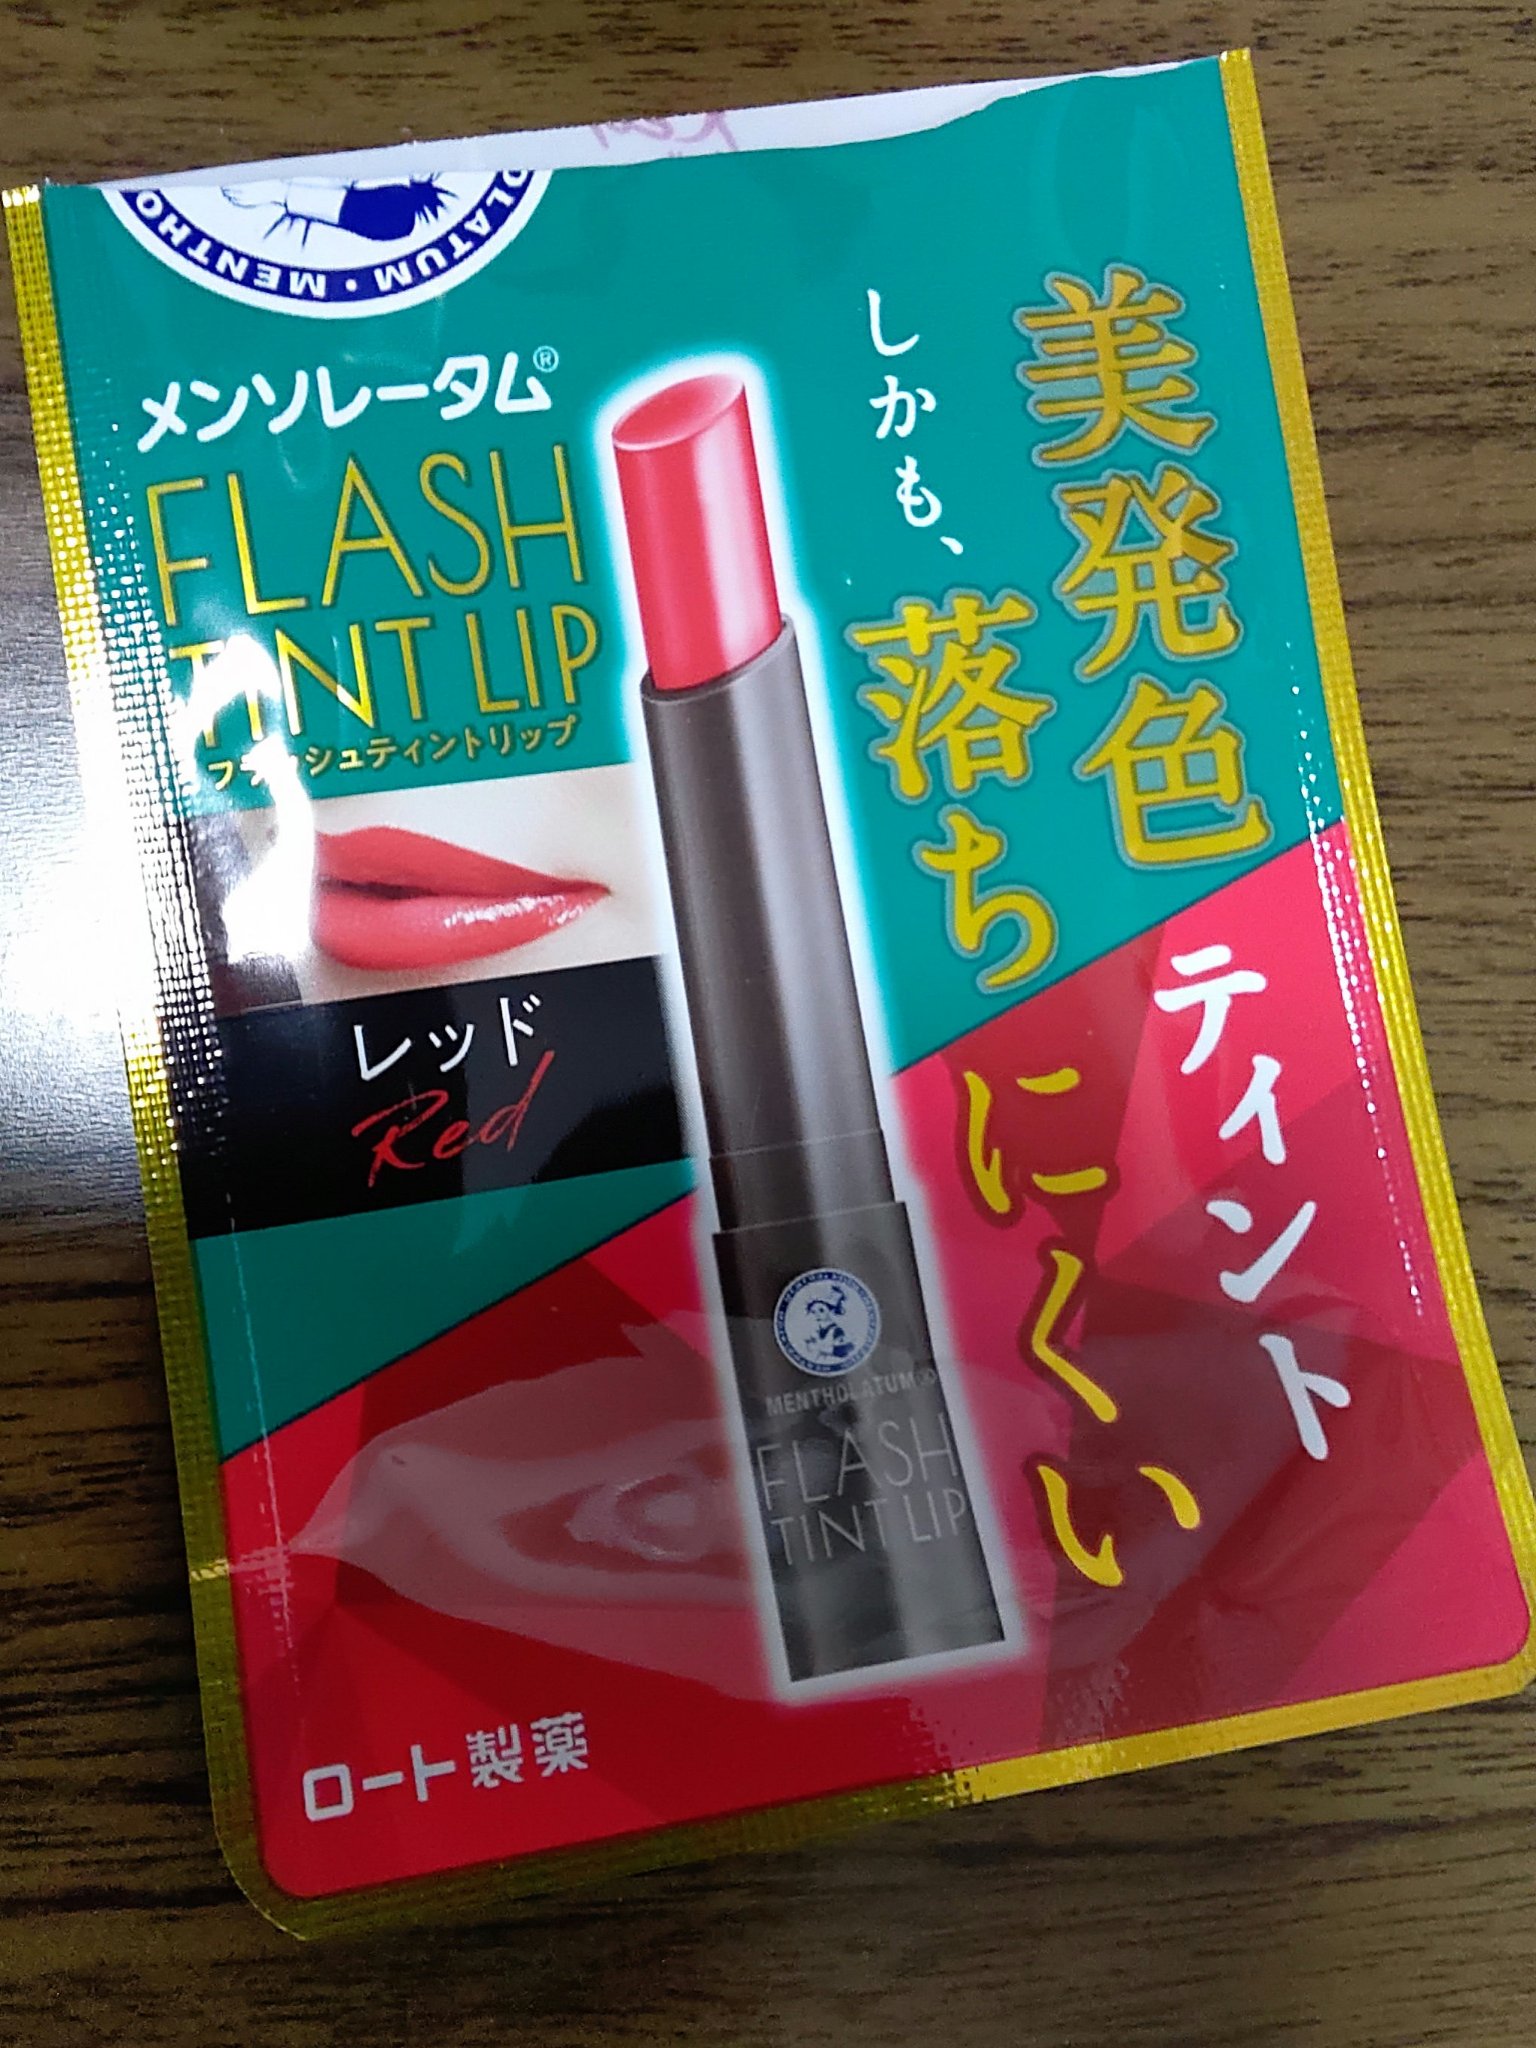 MENTHOLATUM・MENTHOLATUM
メンソレータム®
FLASH
TINT LIP
フラッシュティントリップ
レッド
Red
美発色ティント
しかも、落ちにくい
MENTHOLATUM®
FLASH
TINT LIP
ロート製薬